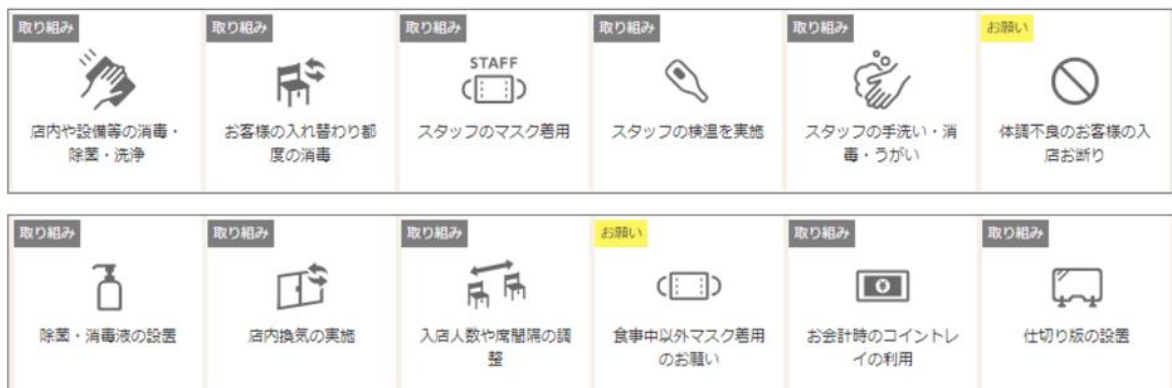 取り組み
店内や設備等の消毒・
除菌・洗浄
取り組み
お客様の入れ替わり都
度の消毒
取り組み
STAFF
スタッフのマスク着用
取り組み
スタッフの検温を実施
取り組み
スタッフの手洗い・消
毒・うがい
お願い
体調不良のお客様の入
店お断り
取り組み
除菌・消毒液の設置
取り組み
店内換気の実施
取り組み
入店人数や席間隔の調
整
お願い
食事中以外マスク着用
のお願い
取り組み
¥
お会計時のコイントレ
イの利用
取り組み
仕切り版の設置